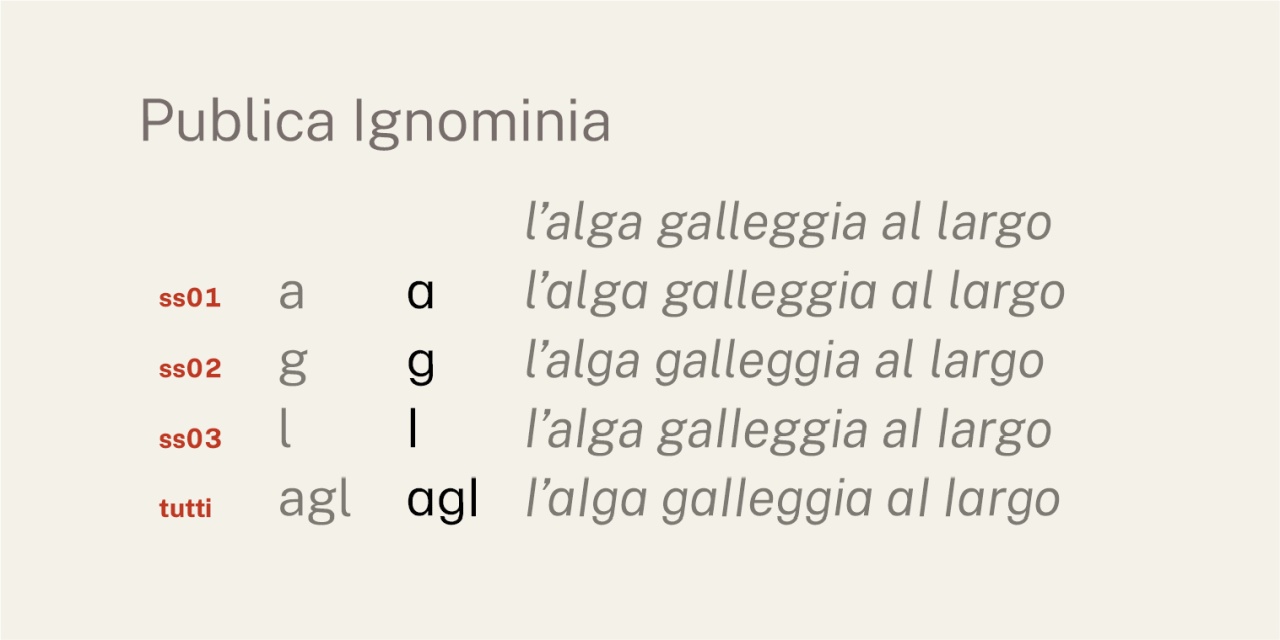 Publica Ignominia
l’alga galleggia al largo
ss01 a a l’alga galleggia al largo
ss02 g g l’alga galleggia al largo
ss03 l l l’alga galleggia al largo
tutti agl agl l’alga galleggia al largo